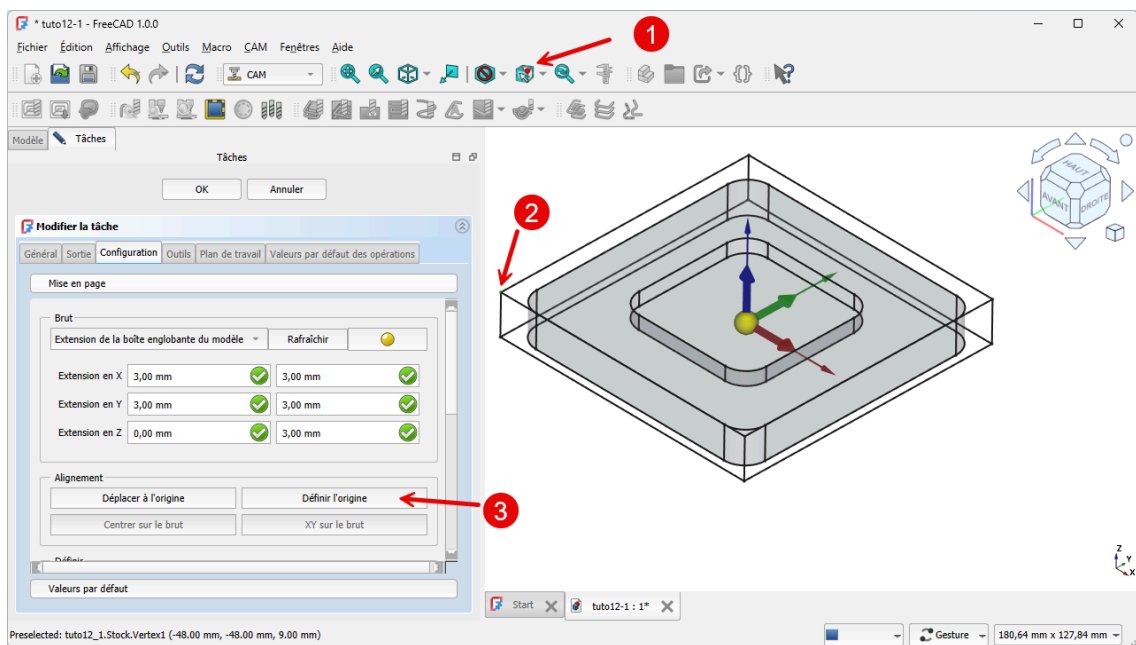 * tuto12-1 - FreeCAD 1.0.0
1
Fichier Édition Affichage Outils Macro CAM Fenêtres Aide
CAM
Modèle Tâches
Tâches
OK Annuler
HAUT
AVANT DROITE
2
Modifier la tâche
Général Sortie Configuration Outils Plan de travail Valeurs par défaut des opérations
Mise en page
Brut
Extension de la boîte englobante du modèle Rafraîchir
Extension en X 3,00 mm 3,00 mm
Extension en Y 3,00 mm 3,00 mm
Extension en Z 0,00 mm 3,00 mm
Alignement
Déplacer à l'origine Définir l'origine
3
Centrer sur le brut XY sur le brut
Définir
Z
Y
X
Valeurs par défaut
Start tuto12-1 : 1*
Preselected: tuto12_1.Stock.Vertex1 (-48.00 mm, -48.00 mm, 9.00 mm)
Gesture 180,64 mm x 127,84 mm